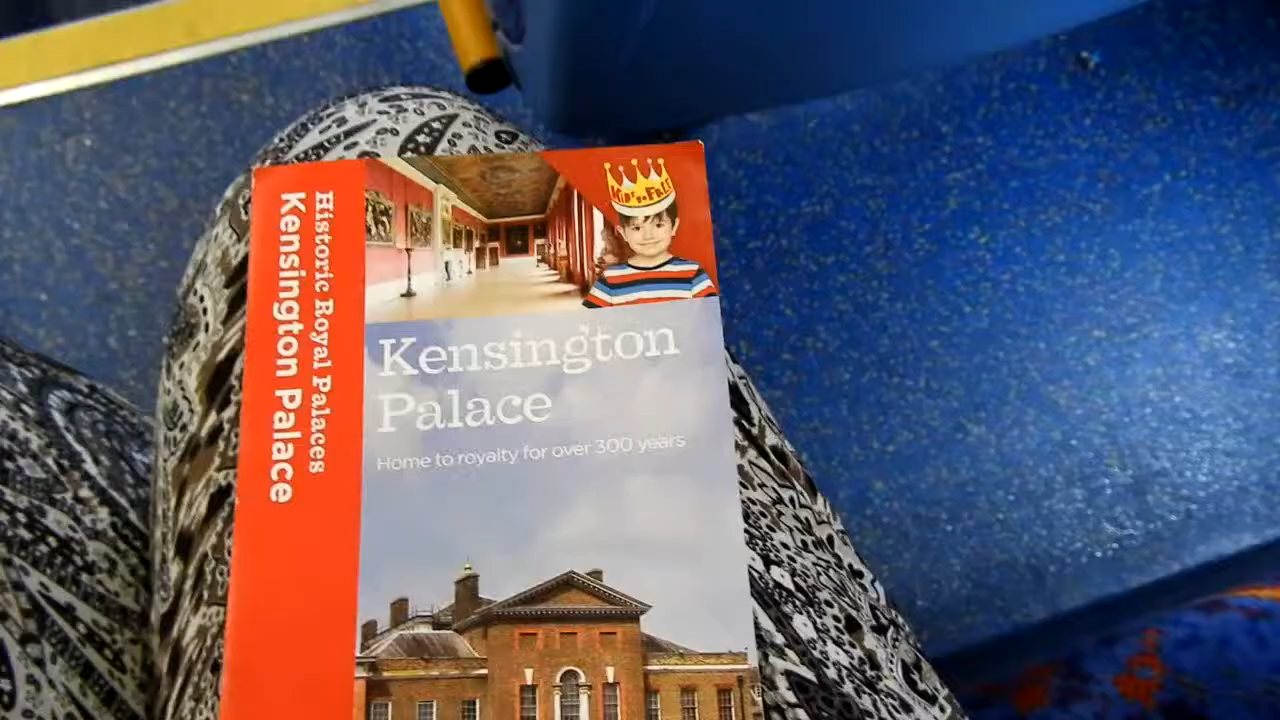 Historic Royal Palaces
Kensington Palace
KIDS GO FREE
Kensington
Palace
Home to royalty for over 300 years